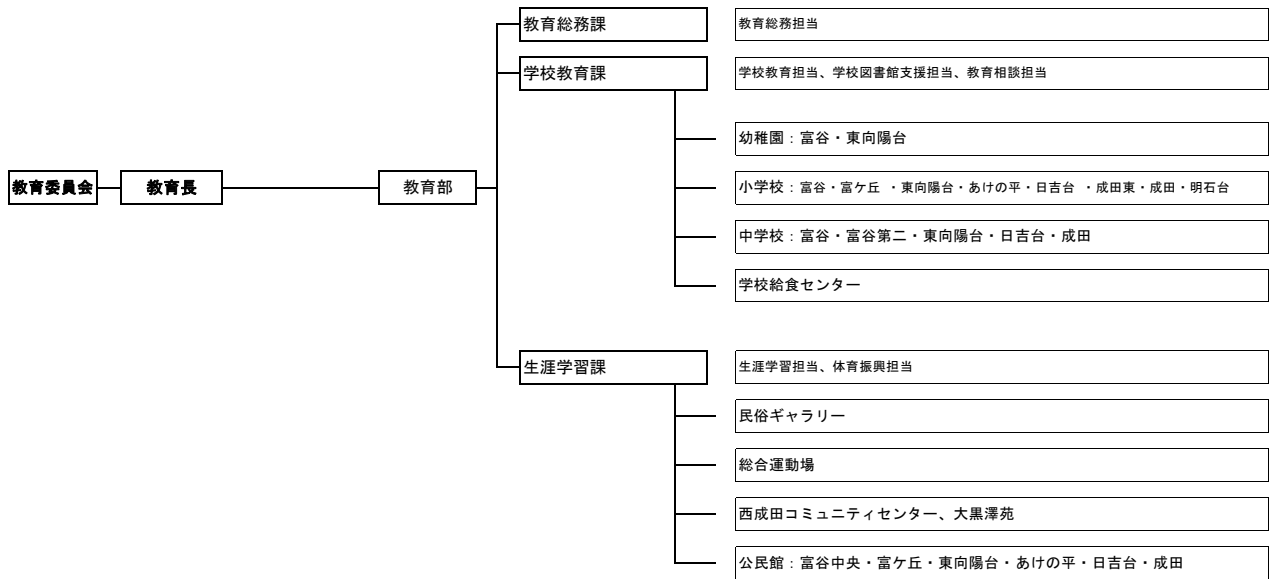 教育総務課
教育総務担当
学校教育課
学校教育担当、学校図書館支援担当、教育相談担当
幼稚園：富谷・東向陽台
教育委員会
教育長
教育部
小学校：富谷・富ケ丘 ・東向陽台・あけの平・日吉台 ・成田東・成田・明石台
中学校：富谷・富谷第二・東向陽台・日吉台・成田
学校給食センター
生涯学習課
生涯学習担当、体育振興担当
民俗ギャラリー
総合運動場
西成田コミュニティセンター、大黒澤苑
公民館：富谷中央・富ケ丘・東向陽台・あけの平・日吉台・成田